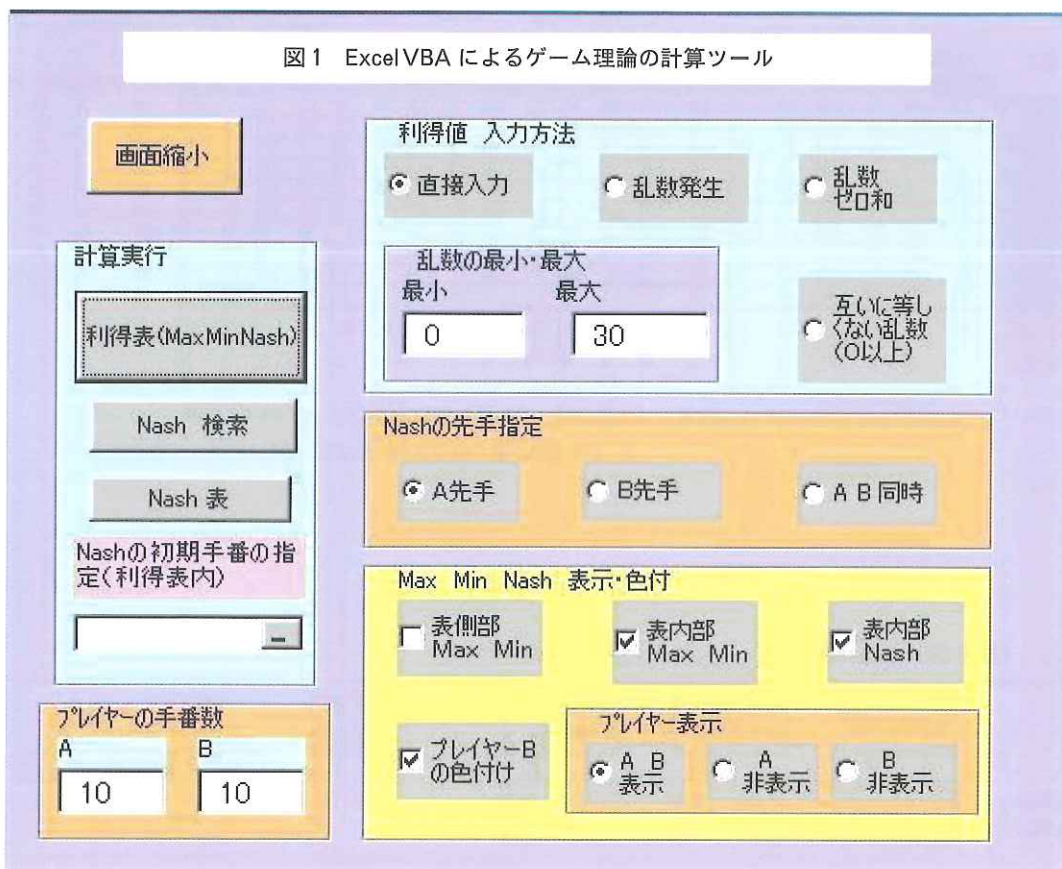 図1 Excel VBA によるゲーム理論の計算ツール
画面縮小
計算実行
利得表(MaxMinNash)
Nash 検索
Nash 表
Nashの初期手番の指
定(利得表内)
プレイヤーの手番数
A B
10 10
利得値 入力方法
直接入力
乱数発生
乱数
ゼロ和
乱数の最小・最大
最小 最大
0 30
互いに等し
くない乱数
(0以上)
Nashの先手指定
A先手
B先手
A B 同時
Max Min Nash 表示・色付
表側部
Max Min
表内部
Max Min
表内部
Nash
プレイヤーB
の色付け
プレイヤー表示
A B
表示
A
非表示
B
非表示